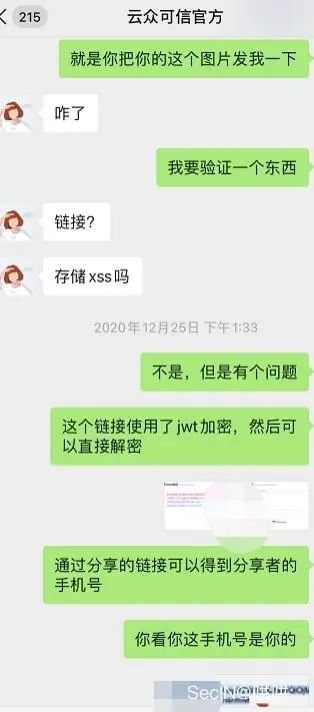 215
云众可信官方
就是你把你的这个图片发我一下
咋了
我要验证一个东西
链接?
存储xss吗
2020年12月25日 下午1:33
不是，但是有个问题
这个链接使用了jwt加密，然后可
以直接解密
通过分享的链接可以得到分享者的
手机号
你看你这手机号是你的